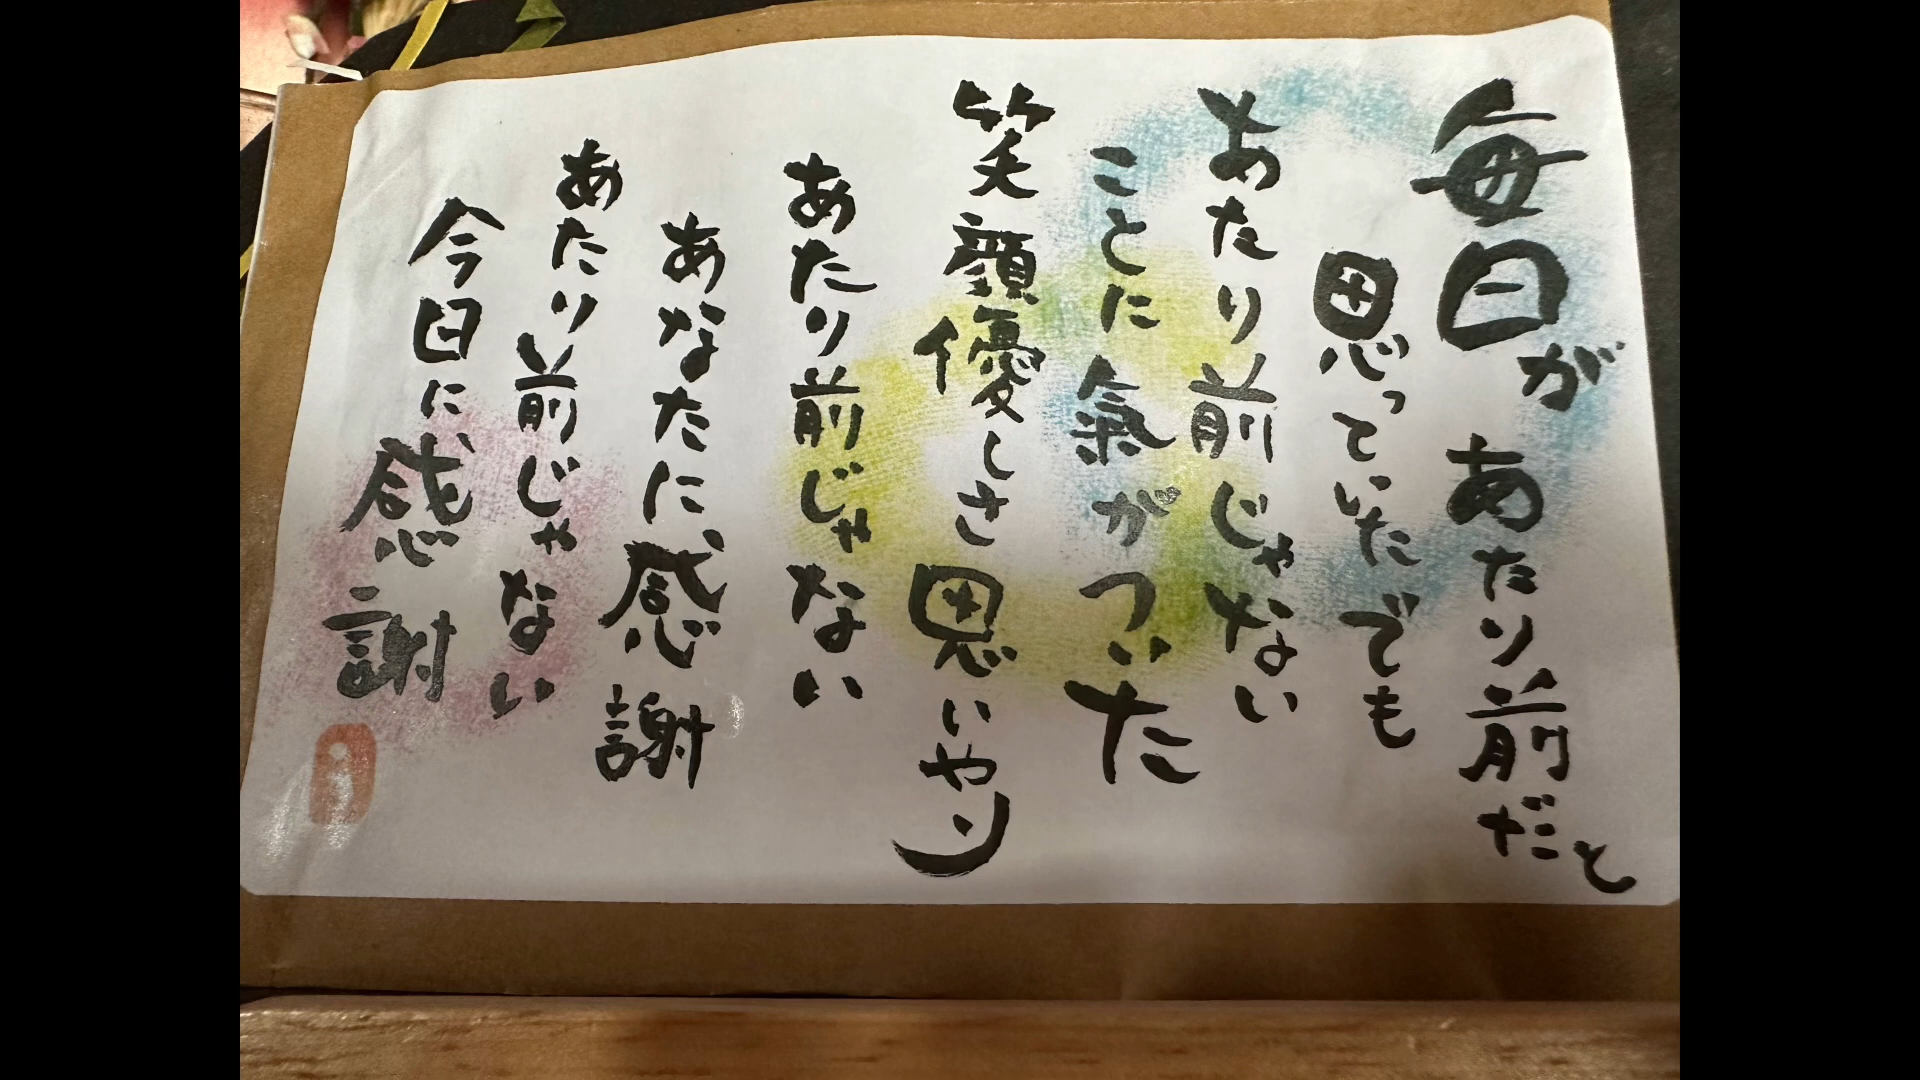 毎日が あたり前だと
思っていた でも
あたり前じゃない
ことに 氣がついた
笑顔優しさ思いやり
あたり前じゃない
あなたに感謝
あたり前じゃない
今日に感謝